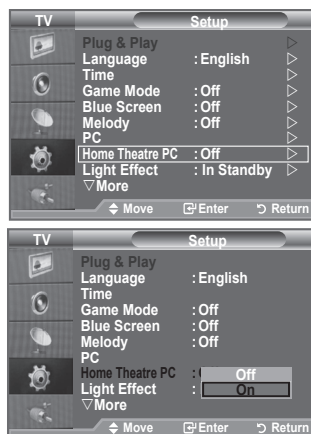 TV Setup
Plug & Play
Language : English
Time
Game Mode : Off
Blue Screen : Off
Melody : Off
PC
Home Theatre PC : Off
Light Effect : In Standby
▽More
Move Enter Return
TV Setup
Plug & Play
Language : English
Time
Game Mode : Off
Blue Screen : Off
Melody : Off
PC
Home Theatre PC : Off
Light Effect : On
▽More
Move Enter Return